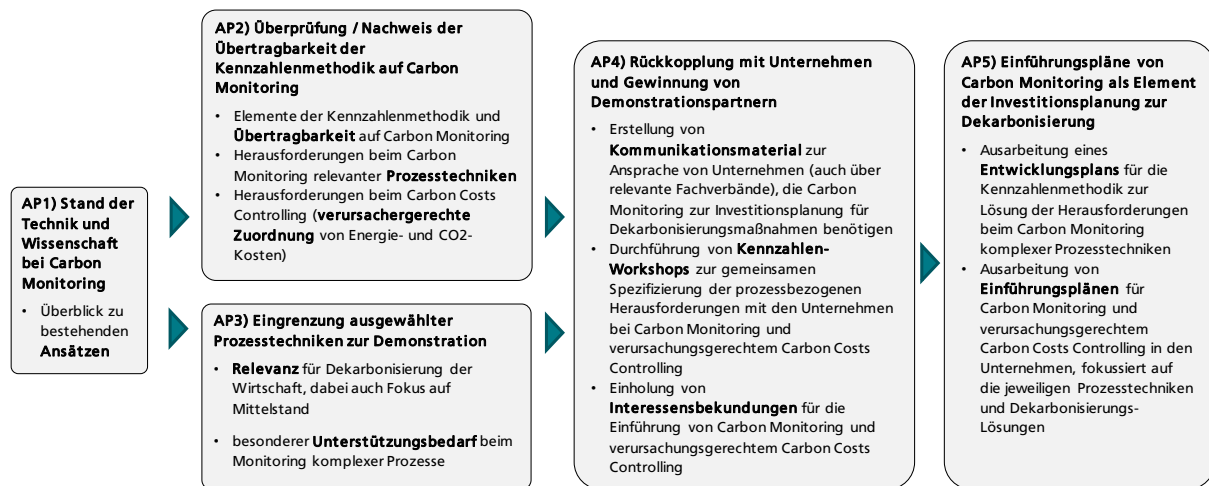 AP1) Stand der
Technik und
Wissenschaft
bei Carbon
Monitoring
• Überblick zu
bestehenden
Ansätzen
AP2) Überprüfung / Nachweis der
Übertragbarkeit der
Kennzahlenmethodik auf Carbon
Monitoring
• Elemente der Kennzahlenmethodik und
Übertragbarkeit auf Carbon Monitoring
• Herausforderungen beim Carbon
Monitoring relevanter Prozesstechniken
• Herausforderungen beim Carbon Costs
Controlling (verursachergerechte
Zuordnung von Energie- und CO2-
Kosten)
AP3) Eingrenzung ausgewählter
Prozesstechniken zur Demonstration
• Relevanz für Dekarbonisierung der
Wirtschaft, dabei auch Fokus auf
Mittelstand
• besonderer Unterstützungsbedarf beim
Monitoring komplexer Prozesse
AP4) Rückkopplung mit Unternehmen
und Gewinnung von
Demonstrationspartnern
• Erstellung von
Kommunikationsmaterial zur
Ansprache von Unternehmen (auch über
relevante Fachverbände), die Carbon
Monitoring zur Investitionsplanung für
Dekarbonisierungsmaßnahmen benötigen
• Durchführung von Kennzahlen-
Workshops zur gemeinsamen
Spezifizierung der prozessbezogenen
Herausforderungen mit den Unternehmen
bei Carbon Monitoring und
verursachungsgerechtem Carbon Costs
Controlling
• Einholung von
Interessensbekundungen für die
Einführung von Carbon Monitoring und
verursachungsgerechtem Carbon Costs
Controlling
AP5) Einführungspläne von
Carbon Monitoring als Element
der Investitionsplanung zur
Dekarbonisierung
• Ausarbeitung eines
Entwicklungsplans für die
Kennzahlenmethodik zur
Lösung der Herausforderungen
beim Carbon Monitoring
komplexer Prozesstechniken
• Ausarbeitung von
Einführungsplänen für
Carbon Monitoring und
verursachungsgerechtem
Carbon Costs Controlling in den
Unternehmen, fokussiert auf
die jeweiligen Prozesstechniken
und Dekarbonisierungs-
Lösungen